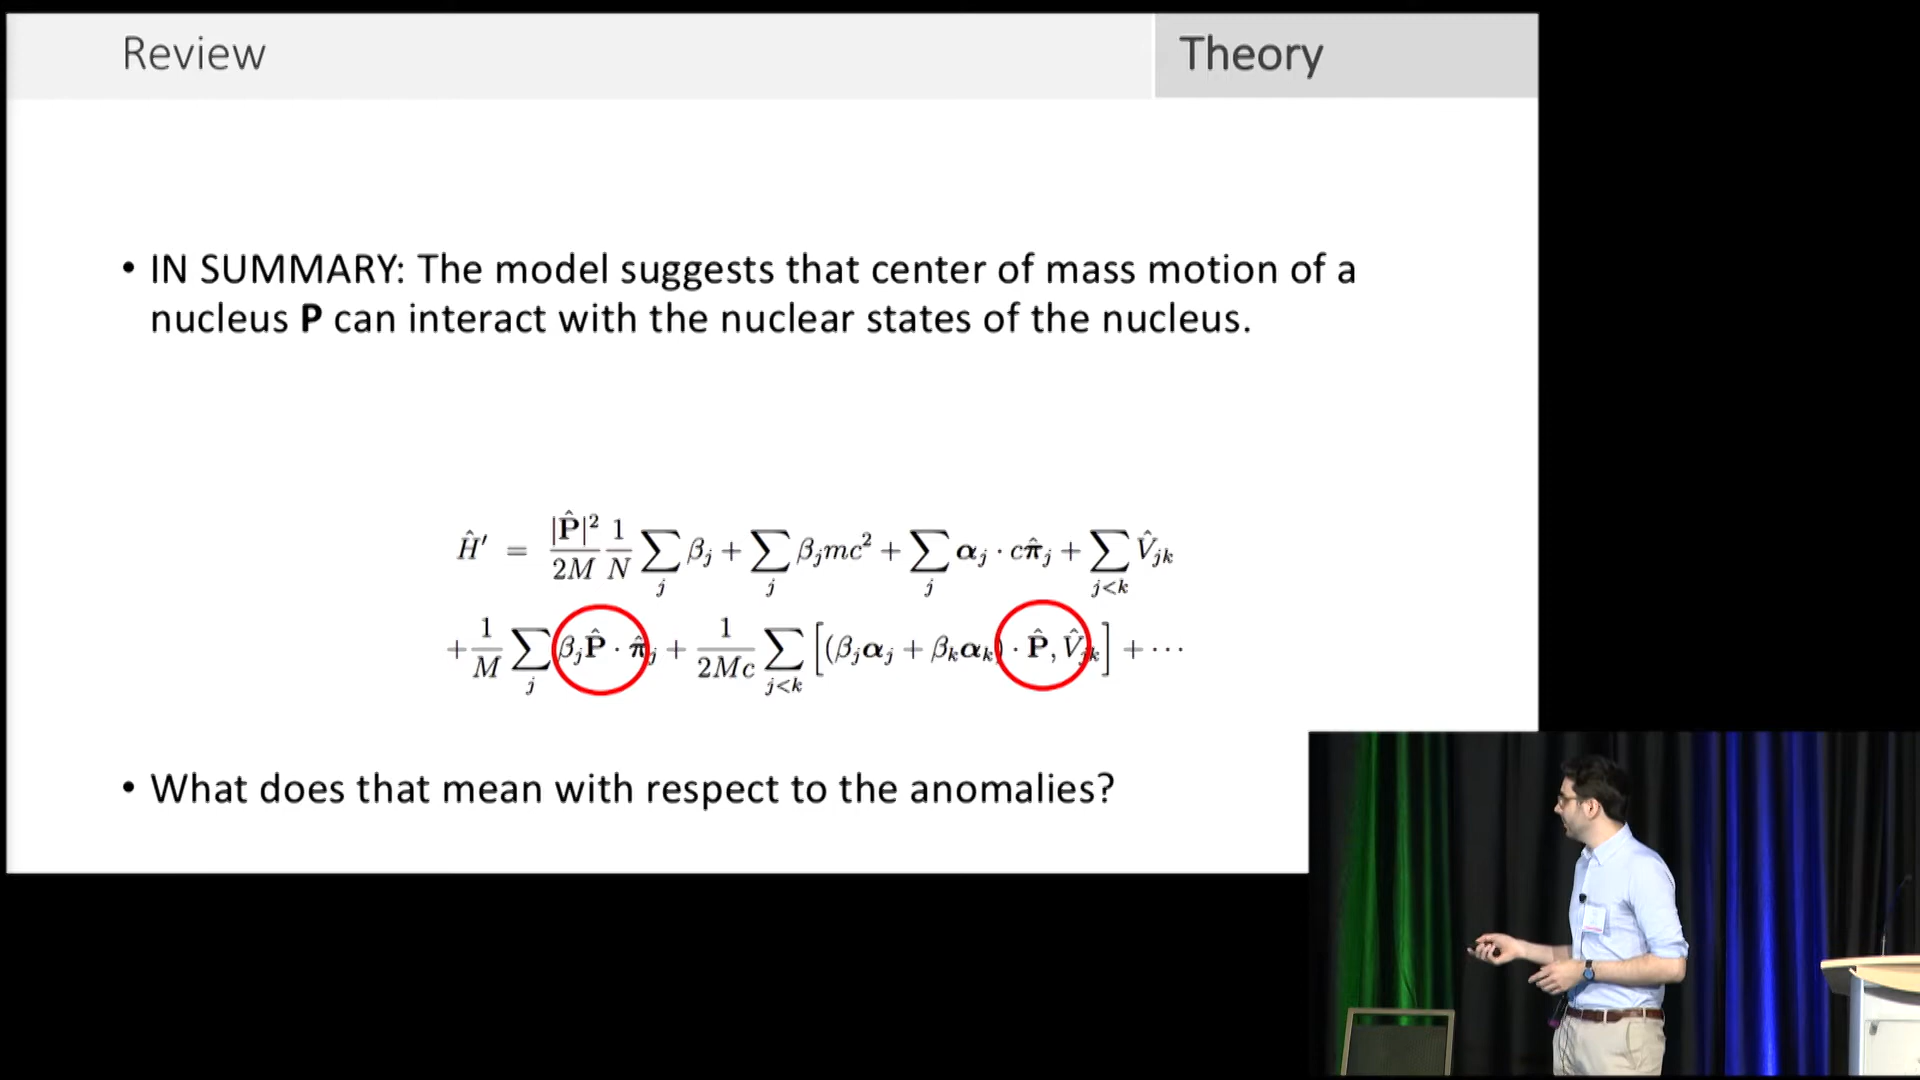 Review
Theory
• IN SUMMARY: The model suggests that center of mass motion of a
nucleus P can interact with the nuclear states of the nucleus.
Ĥ′ = |P̂|²/2M 1/N ∑_j β_j + ∑_j β_j mc² + ∑_j α_j · cπ̂_j + ∑_{j<k} V̂_jk
+ 1/M ∑_j β_j P̂ · π̂_j + 1/2Mc ∑_{j<k} [(β_j α_j + β_k α_k) · P̂, V̂_jk] + ···
• What does that mean with respect to the anomalies?